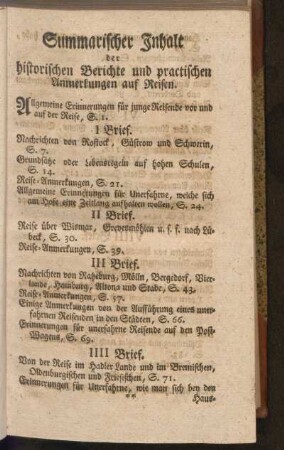 Summarischer Inhalt
der
historischen Berichte und practischen
Anmerkungen auf Reisen.
Allgemeine Erinnerungen für junge Reisende vor und
auf der Reise, S. 1.
I Brief.
Nachrichten von Rostock, Güstrow und Schwerin,
S. 7.
Grundsätze oder Lebensregeln auf hohen Schulen,
S. 14.
Reise-Anmerkungen, S. 21.
Allgemeine Erinnerungen für Unerfahrne, welche sich
am Hofe eine Zeitlang aufhalten wollen, S. 24.
II Brief.
Reise über Wismar, Grevesmöhlen u. s. f. nach Lü-
beck, S. 30.
Reise-Anmerkungen, S. 39.
III Brief.
Nachrichten von Ratzeburg, Mölln, Bergedorf, Vier-
lande, Hamburg, Altona und Stade, S. 43.
Reise-Anmerkungen, S. 57.
Einige Anmerkungen von der Aufführung eines uner-
fahrnen Reisenden in den Städten, S. 66.
Erinnerungen für unerfahrne Reisende auf den Post-
Wagens, S. 69.
IIII Brief.
Von der Reise im Hadler Lande und im Bremischen,
Oldenburgischen und Friesischen, S. 71.
Erinnerungen für Unerfahrne, wie man sich bey den
** Haus-